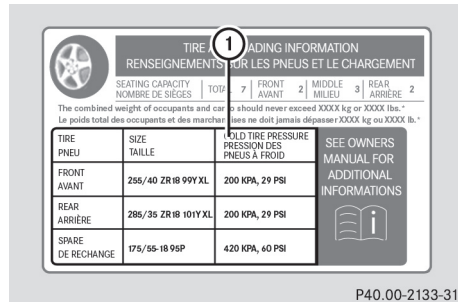 1
TIRE AND LOADING INFORMATION
RENSEIGNEMENTS SUR LES PNEUS ET LE CHARGEMENT
SEATING CAPACITY NOMBRE DE SIÈGES TOTAL 7 FRONT AVANT 2 MIDDLE MILIEU 3 REAR ARRIÈRE 2
The combined weight of occupants and cargo should never exceed XXXX kg or XXXX lbs.*
Le poids total des occupants et des marchandises ne doit jamais dépasser XXXX kg ou XXXX lb.*
TIRE PNEU SIZE TAILLE COLD TIRE PRESSURE PRESSION DES PNEUS À FROID
FRONT AVANT 255/40 ZR18 99Y XL 200 KPA, 29 PSI
REAR ARRIÈRE 285/35 ZR18 101Y XL 200 KPA, 29 PSI
SPARE DE RECHANGE 175/55-18 95P 420 KPA, 60 PSI
SEE OWNERS
MANUAL FOR
ADDITIONAL
INFORMATIONS
i
P40.00-2133-31